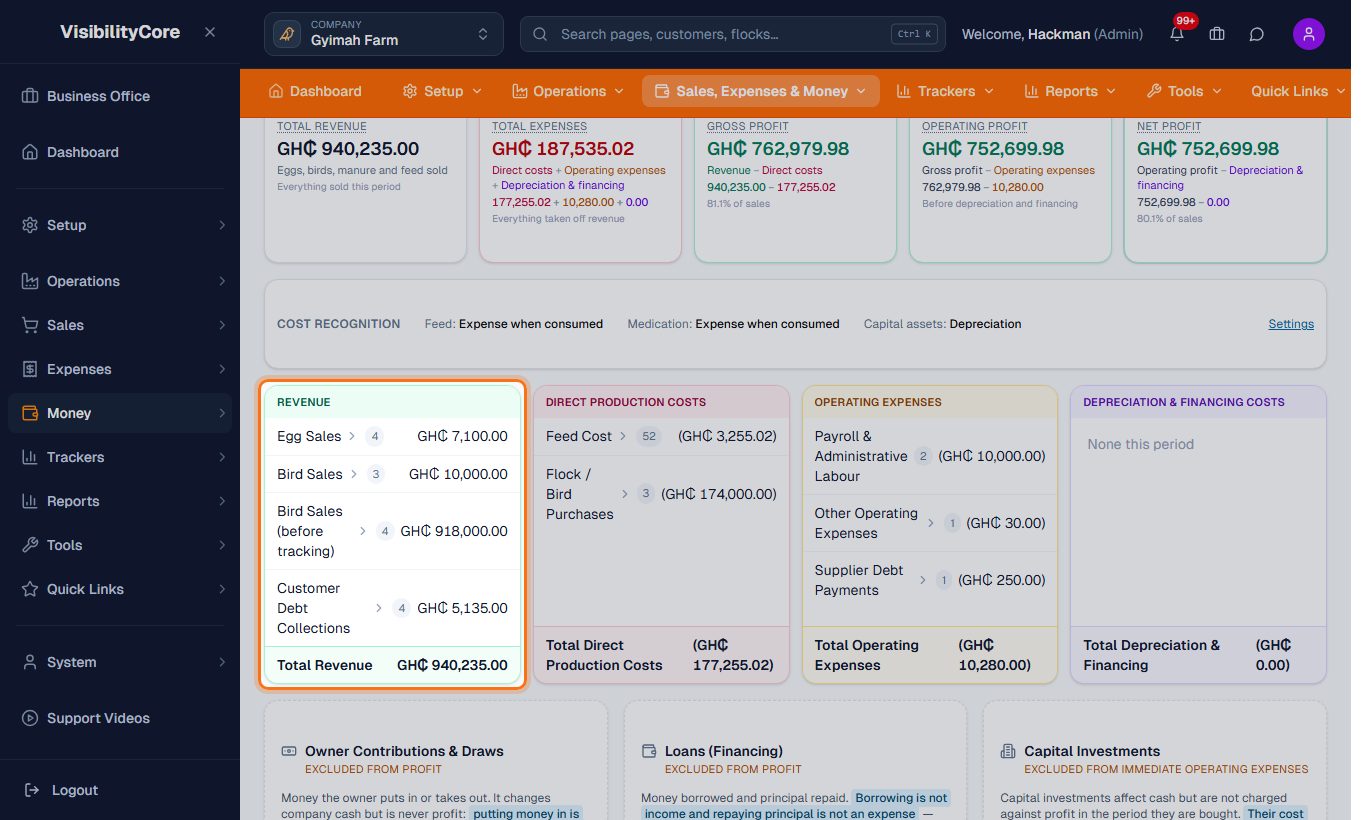 VisibilityCore
COMPANY
Gyimah Farm
Search pages, customers, flocks...
Ctrl K
Welcome, Hackman (Admin)
99+
Business Office
Dashboard
Setup
Operations
Sales
Expenses
Money
Trackers
Reports
Tools
Quick Links
System
Support Videos
Logout
Dashboard
Setup
Operations
Sales, Expenses & Money
Trackers
Reports
Tools
Quick Links
TOTAL REVENUE
GH₵ 940,235.00
Eggs, birds, manure and feed sold
Everything sold this period
TOTAL EXPENSES
GH₵ 187,535.02
Direct costs + Operating expenses
+ Depreciation & financing
177,255.02 + 10,280.00 + 0.00
Everything taken off revenue
GROSS PROFIT
GH₵ 762,979.98
Revenue − Direct costs
940,235.00 − 177,255.02
81.1% of sales
OPERATING PROFIT
GH₵ 752,699.98
Gross profit − Operating expenses
762,979.98 − 10,280.00
Before depreciation and financing
NET PROFIT
GH₵ 752,699.98
Operating profit − Depreciation &
financing
752,699.98 − 0.00
80.1% of sales
COST RECOGNITION
Feed: Expense when consumed
Medication: Expense when consumed
Capital assets: Depreciation
Settings
REVENUE
Egg Sales 4 GH₵ 7,100.00
Bird Sales 3 GH₵ 10,000.00
Bird Sales
(before
tracking)
4 GH₵ 918,000.00
Customer
Debt
Collections
4 GH₵ 5,135.00
Total Revenue GH₵ 940,235.00
DIRECT PRODUCTION COSTS
Feed Cost 52 (GH₵ 3,255.02)
Flock /
Bird
Purchases
3 (GH₵ 174,000.00)
Total Direct
Production Costs
(GH₵
177,255.02)
OPERATING EXPENSES
Payroll &
Administrative
Labour
2 (GH₵ 10,000.00)
Other Operating
Expenses
1 (GH₵ 30.00)
Supplier Debt
Payments
1 (GH₵ 250.00)
Total Operating
Expenses
(GH₵
10,280.00)
DEPRECIATION & FINANCING COSTS
None this period
Total Depreciation &
Financing
(GH₵
0.00)
Owner Contributions & Draws
EXCLUDED FROM PROFIT
Money the owner puts in or takes out. It changes
company cash but is never profit: putting money in is
Loans (Financing)
EXCLUDED FROM PROFIT
Money borrowed and principal repaid. Borrowing is not
income and repaying principal is not an expense —
Capital Investments
EXCLUDED FROM IMMEDIATE OPERATING EXPENSES
Capital investments affect cash but are not charged
against profit in the period they are bought. Their cost